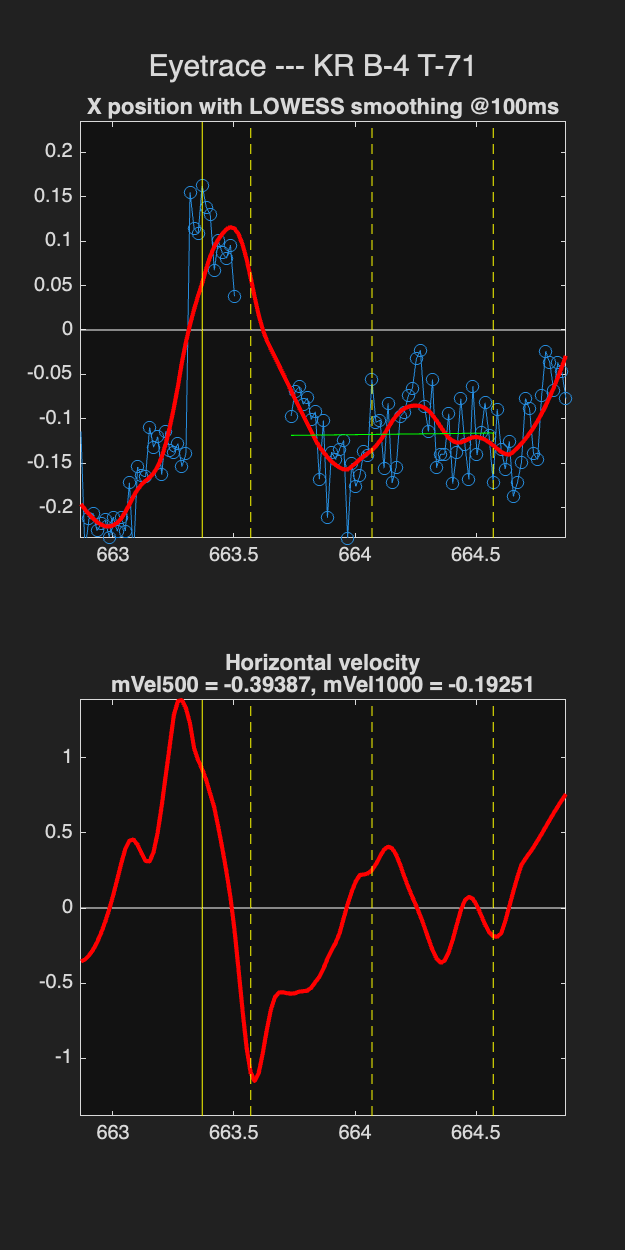 Eyetrace --- KR B-4 T-71
X position with LOWESS smoothing @100ms
0.2
0.15
0.1
0.05
0
-0.05
-0.1
-0.15
-0.2
663 663.5 664 664.5
Horizontal velocity
mVel500 = -0.39387, mVel1000 = -0.19251
1
0.5
0
-0.5
-1
663 663.5 664 664.5